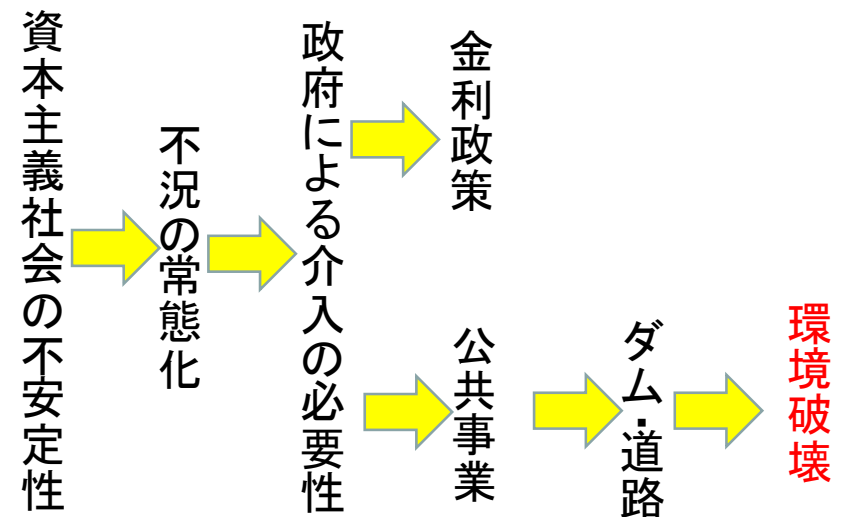 資本主義社会の不安定性
不況の常態化
政府による介入の必要性
金利政策
公共事業
ダム・道路
環境破壊